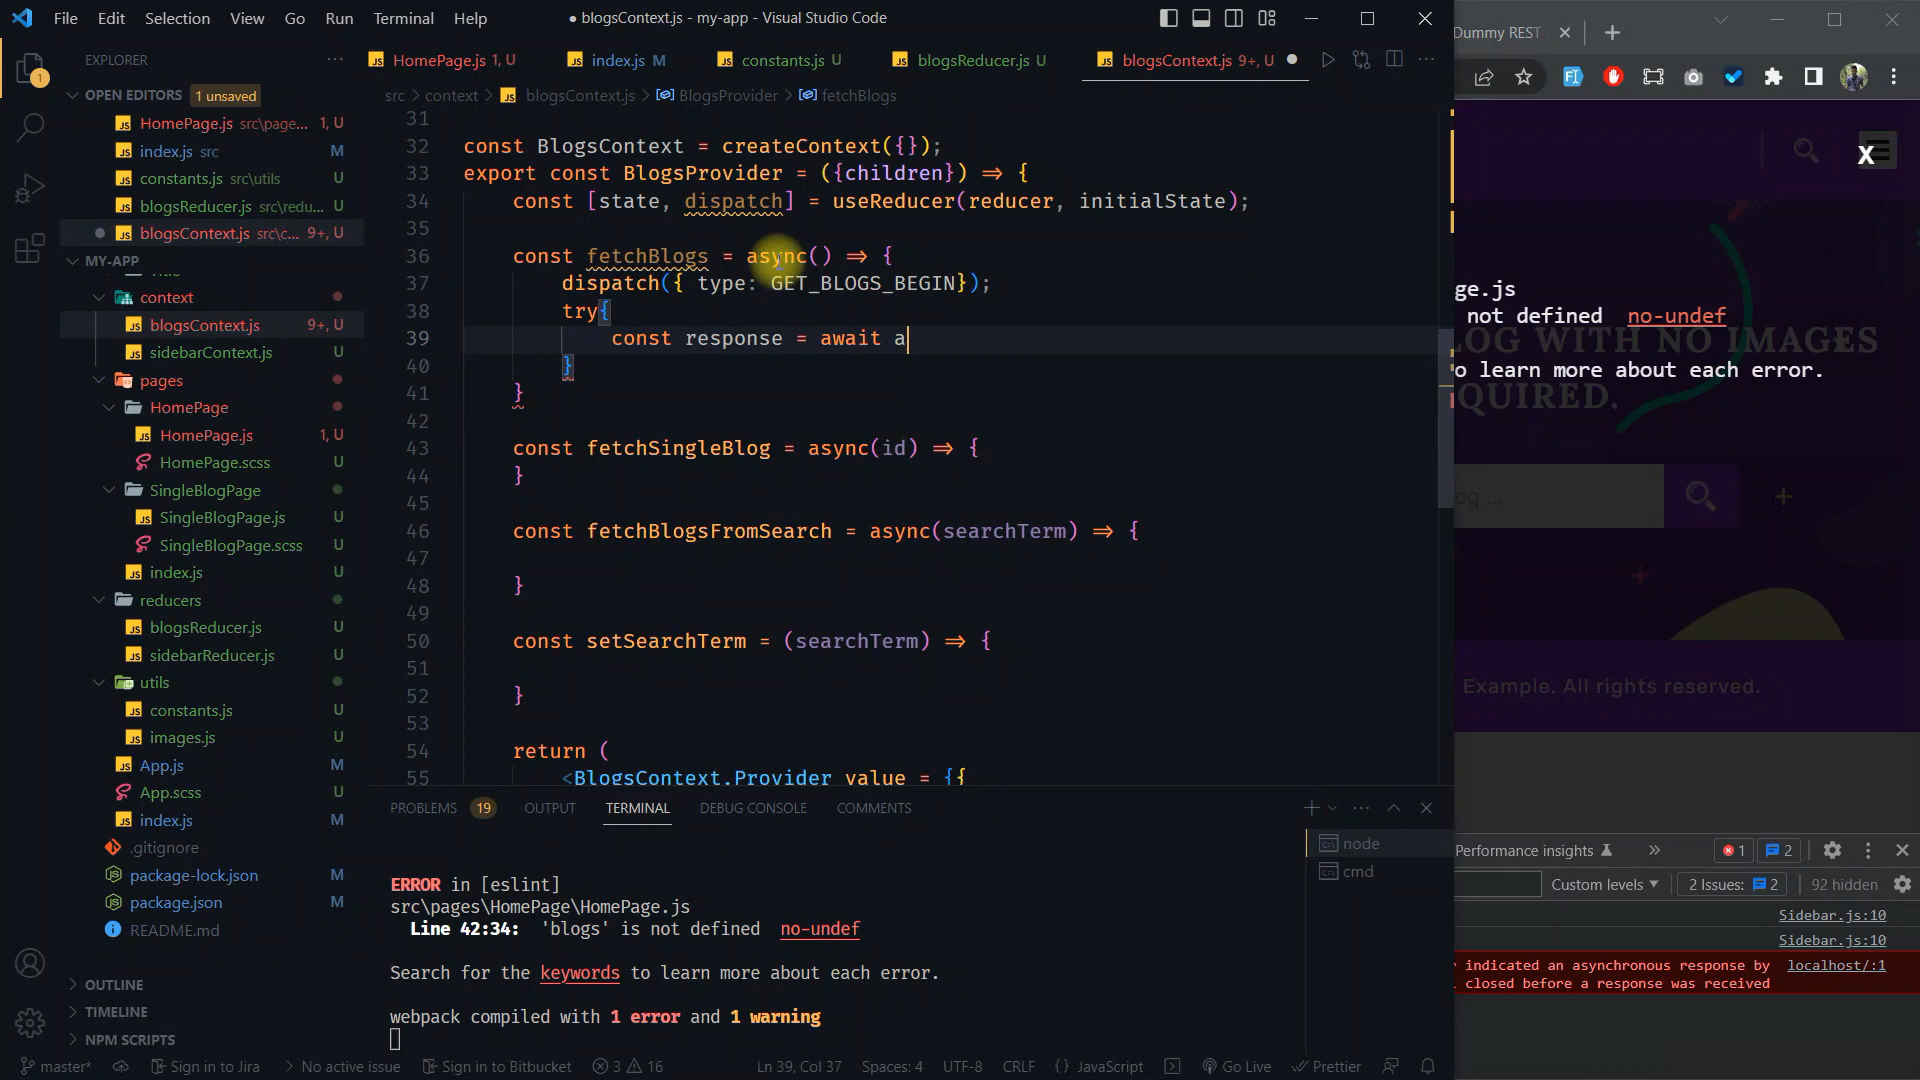 File Edit Selection View Go Run Terminal Help
● blogsContext.js - my-app - Visual Studio Code
EXPLORER
OPEN EDITORS 1 unsaved
HomePage.js src\page... 1, U
index.js src M
constants.js src\utils U
blogsReducer.js src\redu... U
blogsContext.js src\c... 9+, U
MY-APP
context
blogsContext.js 9+, U
sidebarContext.js U
pages
HomePage
HomePage.js 1, U
HomePage.scss U
SingleBlogPage
SingleBlogPage.js U
SingleBlogPage.scss U
index.js U
reducers
blogsReducer.js U
sidebarReducer.js U
utils
constants.js U
images.js U
App.js M
App.scss U
index.js M
.gitignore
package-lock.json M
package.json M
README.md
OUTLINE
TIMELINE
NPM SCRIPTS
HomePage.js 1, U index.js M constants.js U blogsReducer.js U blogsContext.js 9+, U
src > context > blogsContext.js > BlogsProvider > fetchBlogs
31
32 const BlogsContext = createContext({});
33 export const BlogsProvider = ({children}) => {
34 const [state, dispatch] = useReducer(reducer, initialState);
35
36 const fetchBlogs = async() => {
37 dispatch({ type: GET_BLOGS_BEGIN});
38 try{
39 const response = await a
40 }
41 }
42
43 const fetchSingleBlog = async(id) => {
44 }
45
46 const fetchBlogsFromSearch = async(searchTerm) => {
47
48 }
49
50 const setSearchTerm = (searchTerm) => {
51
52 }
53
54 return (
55 <BlogsContext.Provider value = {{
PROBLEMS 19 OUTPUT TERMINAL DEBUG CONSOLE COMMENTS
node
cmd
ERROR in [eslint]
src\pages\HomePage\HomePage.js
Line 42:34: 'blogs' is not defined no-undef
Search for the keywords to learn more about each error.
webpack compiled with 1 error and 1 warning
master* Sign in to Jira No active issue Sign in to Bitbucket 3 16 Ln 39, Col 37 Spaces: 4 UTF-8 CRLF {} JavaScript Go Live Prettier
Dummy REST
X
ge.js
not defined no-undef
LOG WITH NO IMAGES
o learn more about each error.
QUIRED.
og ...
Example. All rights reserved.
Performance insights 1 2
Custom levels 2 Issues: 2 92 hidden
Sidebar.js:10
Sidebar.js:10
indicated an asynchronous response by localhost/:1
closed before a response was received